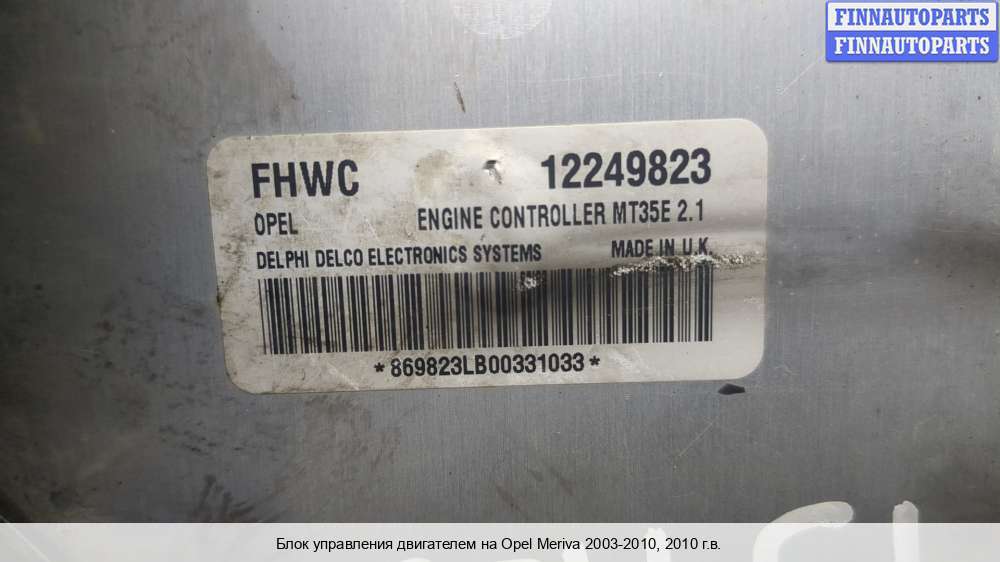 FINNAUTOPARTS
FINNAUTOPARTS
FHWC 12249823
OPEL ENGINE CONTROLLER MT35E 2.1
DELPHI DELCO ELECTRONICS SYSTEMS MADE IN U.K.
*869823LB00331033*
Блок управления двигателем на Opel Meriva 2003-2010, 2010 г.в.